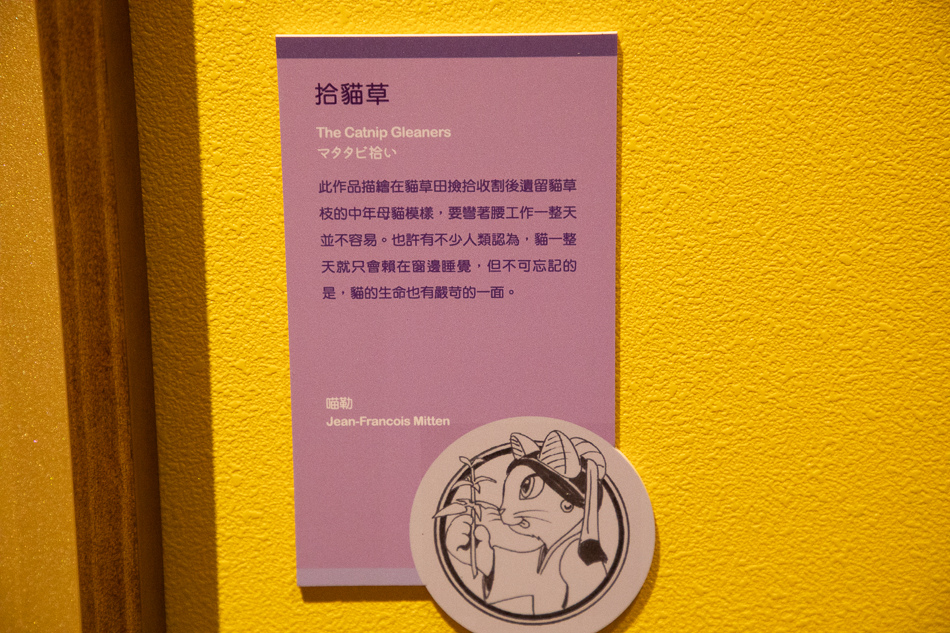 拾貓草
The Catnip Gleaners
マタタビ拾い
此作品描繪在貓草田撿拾收割後遺留貓草
枝的中年母貓模樣，要彎著腰工作一整天
並不容易。也許有不少人類認為，貓一整
天就只會賴在窗邊睡覺，但不可忘記的
是，貓的生命也有嚴苛的一面。
喵勒
Jean-Francois Mitten